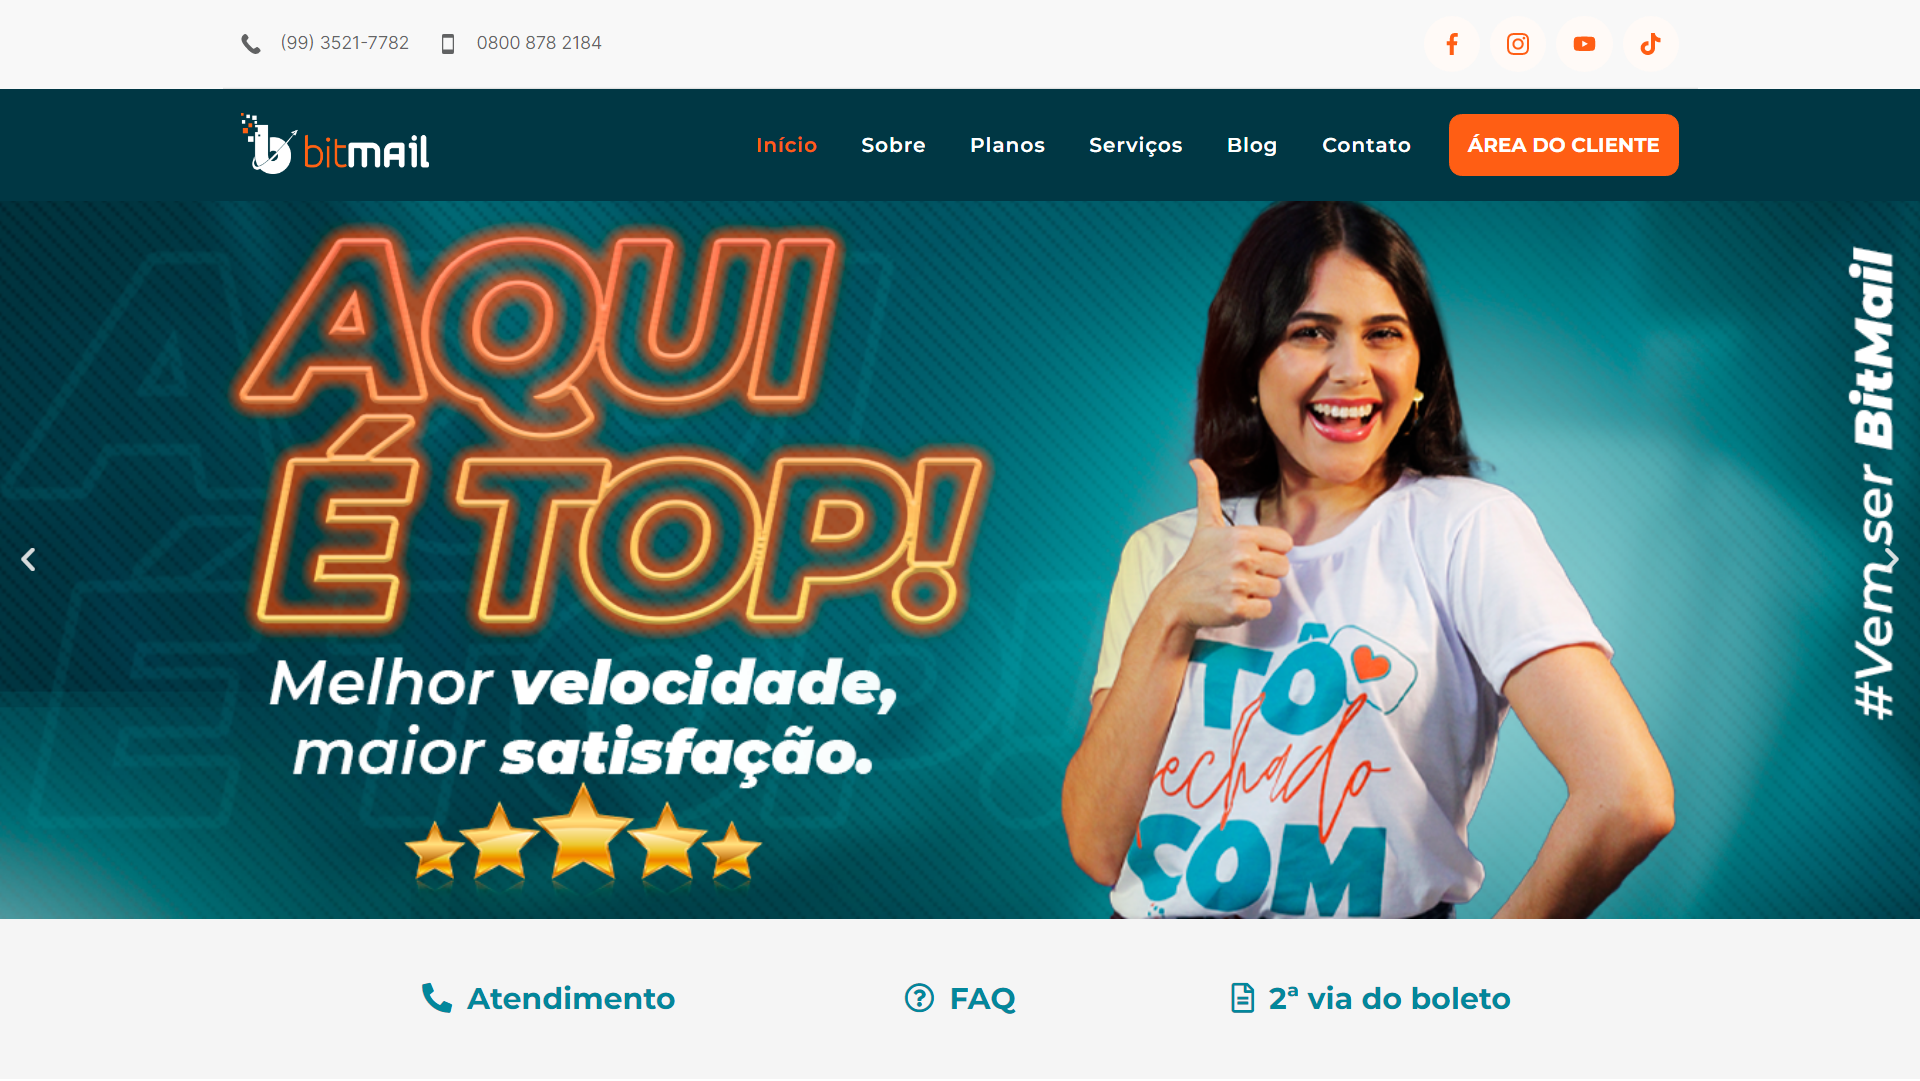 (99) 3521-7782
0800 878 2184
bitmail
Início
Sobre
Planos
Serviços
Blog
Contato
ÁREA DO CLIENTE
AQUI
É TOP!
Melhor velocidade,
maior satisfação.
TÔ
fechado
COM
#Vem ser BitMail
Atendimento
FAQ
2ª via do boleto